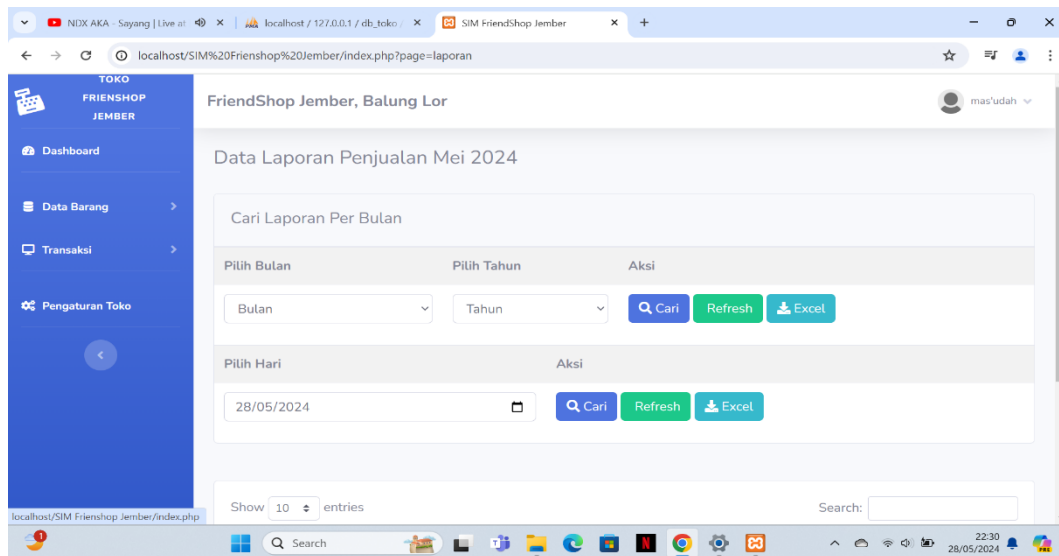 NDX AKA - Sayang | Live at
localhost / 127.0.0.1 / db_toko /
SIM FriendShop Jember
localhost/SIM%20Frienshop%20Jember/index.php?page=laporan
TOKO
FRIENSHOP
JEMBER
FriendShop Jember, Balung Lor
mas'udah
Dashboard
Data Laporan Penjualan Mei 2024
Data Barang
Cari Laporan Per Bulan
Transaksi
Pilih Bulan Pilih Tahun Aksi
Pengaturan Toko
Bulan Tahun Cari Refresh Excel
Pilih Hari Aksi
28/05/2024 Cari Refresh Excel
Show 10 entries Search:
localhost/SIM Frienshop Jember/index.php
1
Search
22:30
28/05/2024